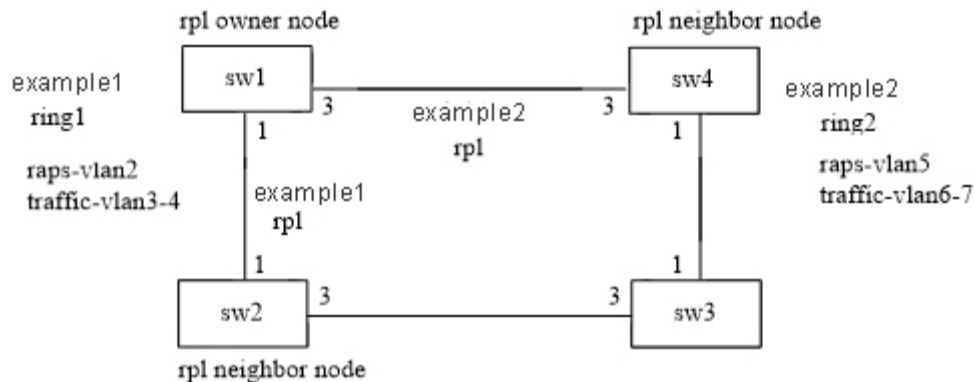 rpl owner node
rpl neighbor node
sw1
sw4
example1
ring1
raps-vlan2
traffic-vlan3-4
3
3
example2
rpl
1
1
example2
ring2
raps-vlan5
traffic-vlan6-7
example1
rpl
1
1
sw2
sw3
3
3
rpl neighbor node